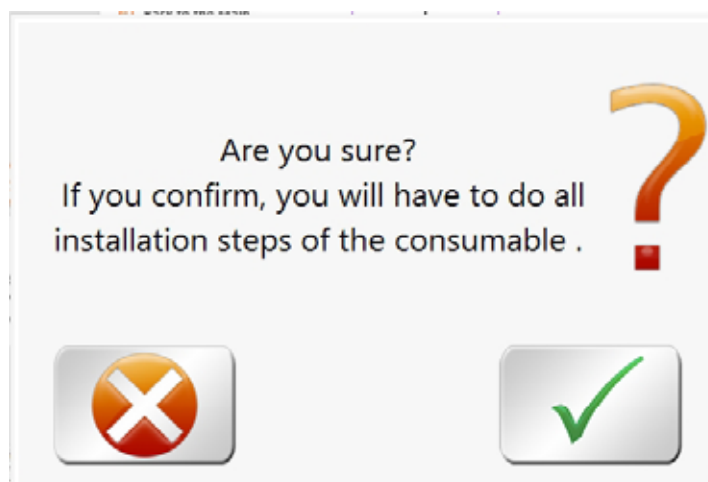 Are you sure?
If you confirm, you will have to do all
installation steps of the consumable .